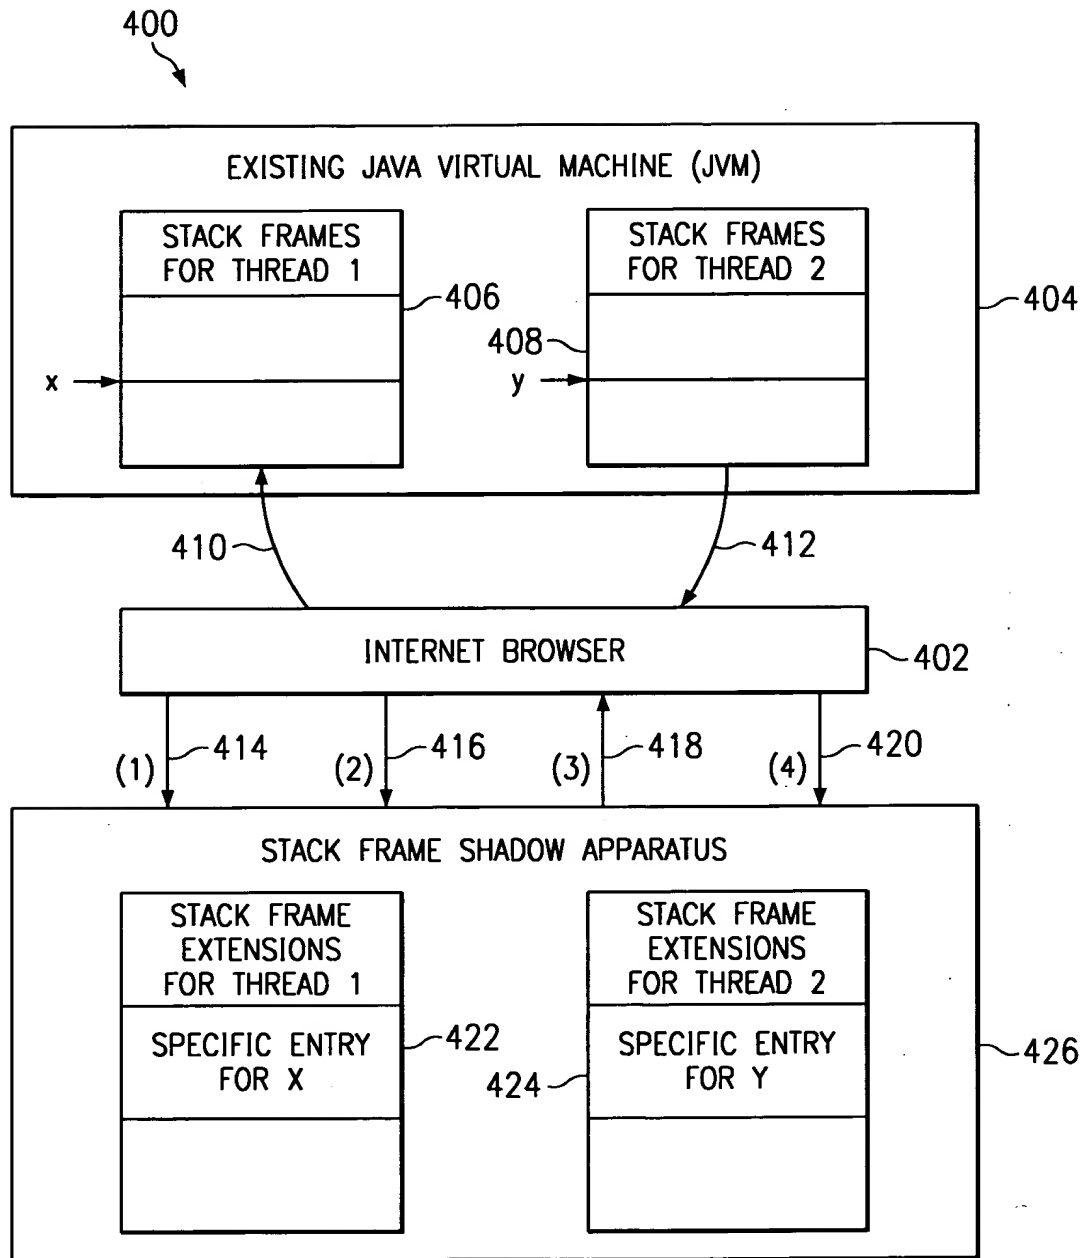 400
EXISTING JAVA VIRTUAL MACHINE (JVM)
STACK FRAMES
FOR THREAD 1
STACK FRAMES
FOR THREAD 2
406
404
408
x
y
410
412
INTERNET BROWSER
402
(1)
414
(2)
416
(3)
418
(4)
420
STACK FRAME SHADOW APPARATUS
STACK FRAME
EXTENSIONS
FOR THREAD 1
STACK FRAME
EXTENSIONS
FOR THREAD 2
SPECIFIC ENTRY
FOR X
422
SPECIFIC ENTRY
FOR Y
424
426